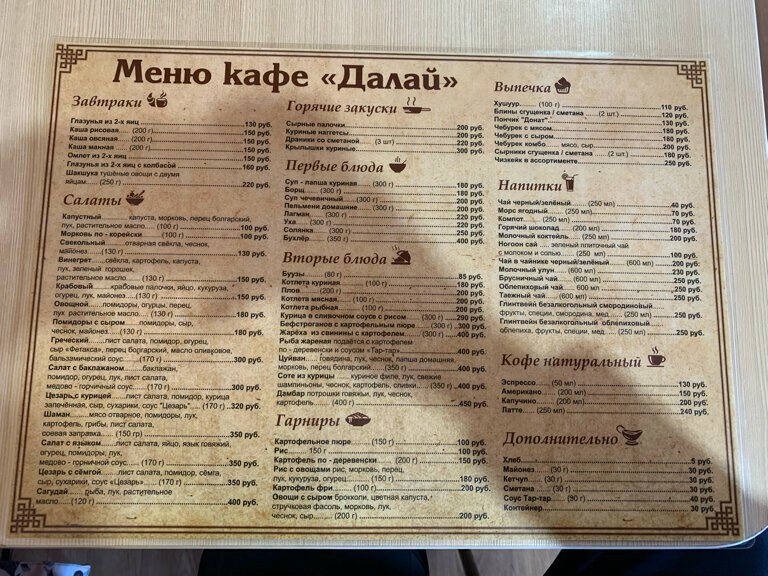 Меню кафе «Далай»
Завтраки
Глазунья из 2-х яиц 130 руб.
Каша рисовая (200 г) 150 руб.
Каша овсяная (200 г) 150 руб.
Каша манная (200 г) 150 руб.
Омлет из 2-х яиц 150 руб.
Глазунья из 2-х яиц с колбасой 160 руб.
Шакшука тушёные овощи с двумя
яйцам (250 г) 220 руб.
Салаты
Капустный капуста, морковь, перец болгарский,
лук, растительное масло. (100 г) 100 руб.
Морковь по - корейски (100 г) 100 руб.
Свекольный отварная свёкла, чеснок,
майонез (130 г) 130 руб.
Винегрет свёкла, картофель, капуста,
лук, зеленый горошек,
растительное масло (130 г) 150 руб.
Крабовый крабовые палочки, яйцо, кукуруза,
огурец, лук, майонез (130 г) 150 руб.
Овощной помидоры, огурцы, перец,
лук растительное масло (130 г) 180 руб.
Помидоры с сыром помидоры, сыр,
чеснок, майонез (130 г) 180 руб.
Греческий лист салата, помидор, огурец,
сыр «Фетакса», перец болгарский, масло оливковое,
бальзамический соус (170 г) 300 руб.
Салат с баклажаном баклажан,
помидор, огурец, лук, лист салата,
медово - горчичный соус (170 г) 300 руб.
Цезарь с курицей лист салата, помидор, курица
запечённая, сыр, сухарики, соус "Цезарь" (170 г) 320 руб.
Шаман мясо отварное, помидоры, лук,
картофель, грибы, лист салата,
соевая заправка (150 гр) 350 руб.
Салат с языком лист салата, яйцо, язык говяжий,
огурец, помидоры, лук,
медово - горчичный соус (170 г) 350 руб.
Цезарь с сёмгой лист салата, помидор, сёмга,
сыр, сухарики, соус «Цезарь» (170 г) 350 руб.
Сагудай рыба, лук, растительное
масло (120 г) 400 руб.
Горячие закуски
Сырные палочки 200 руб.
Куриные наггетсы 200 руб.
Драники со сметаной (3 шт) 220 руб.
Крылышки куриные 300 руб.
Первые блюда
Суп - лапша куриная (300 г) 180 руб.
Борщ (300 г) 180 руб.
Суп чечевичный (300 г) 200 руб.
Пельмени домашние (300 г) 200 руб.
Лагман (300 г) 220 руб.
Уха (300 г) 220 руб.
Солянка (300 г) 250 руб.
Бухлёр (350 г) 400 руб.
Вторые блюда
Буузы (80 г) 85 руб.
Котлета куриная (100 г) 180 руб.
Плов (200 г) 200 руб.
Котлета мясная (100 г) 200 руб.
Котлета рыбная (100 г) 200 руб.
Курица в сливочном соусе с рисом (300 г) 290 руб.
Бефстроганов с картофельным пюре (300 г) 300 руб.
Жарёха из свинины с картофелем (300 г) 400 руб.
Рыба жареная подаётся с картофелем
по - деревенски и соусом «Тар-тар» 400 руб.
Цуйван говядина, лук, чеснок, лапша домашняя,
морковь, перец болгарский (350 г) 400 руб.
Соте из курицы куриное филе, лук, свежие
шампиньоны, чеснок, картофель, сливки (350 г) 400 руб.
Дамбар потрошки говяжьи, лук, чеснок,
картофель (400 г) 450 руб.
Гарниры
Картофельное пюре (150 г) 100 руб.
Рис 150 г 100 руб.
Картофель по - деревенски (150 г) 200 руб.
Рис с овощами рис, морковь, перец,
лук, кукуруза, огурец (150 г) 180 руб.
Картофель фри (100 г) 200 руб.
Овощи с сыром брокколи, цветная капуста,
стручковая фасоль, морковь, лук,
чеснок, сыр (200 г) 200 руб.
Выпечка
Хушуур (100 г) 110 руб.
Блины сгущенка / сметана (2 шт.) 120 руб.
Пончик "Донат" 130 руб.
Чебурек с мясом 180 руб.
Чебурек с сыром 180 руб.
Чебурек комбо мясо, сыр 200 руб.
Сырники сгущенка / сметана (2 шт.) 180 руб.
Чизкейк в ассортименте 250 руб.
Напитки
Чай черный/зелёный (250 мл) 40 руб.
Морс ягодный (250 мл) 70 руб.
Компот (250 мл) 70 руб.
Горячий шоколад (200 мл) 180 руб.
Молочный коктейль (250 мл) 200 руб.
Ногоон сай зеленый плиточный чай
с молоком и солью (250 мл) 100 руб.
Чай в чайнике черный/зелёный (600 мл) 200 руб.
Молочный улун (600 мл) 230 руб.
Брусничный чай (600 мл) 250 руб.
Облепиховый чай (600 мл) 250 руб.
Таежный чай (600 мл) 250 руб.
Глинтвейн безалкогольный смородиновый
фрукты, специи, смородина, мед (250 мл) 250 руб.
Глинтвейн безалкогольный облепиховый
облепиха, фрукты, специи, мед (250 мл) 250 руб.
Кофе натуральный
Эспрессо (50 мл) 130 руб.
Американо (200 мл) 150 руб.
Капучино (200 мл) 200 руб.
Латте (250 мл) 240 руб.
Дополнительно
Хлеб 5 руб.
Майонез (30 г) 30 руб.
Кетчуп (30 г) 30 руб.
Сметана (30 г) 30 руб.
Соус Тар-тар (30 г) 40 руб.
Контейнер 30 руб.